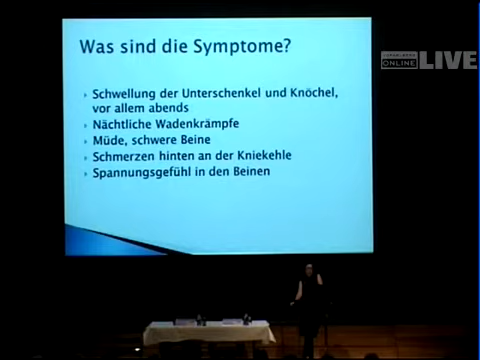 Was sind die Symptome?
Schwellung der Unterschenkel und Knöchel,
vor allem abends
Nächtliche Wadenkrämpfe
Müde, schwere Beine
Schmerzen hinten an der Kniekehle
Spannungsgefühl in den Beinen
ONLINE LIVE